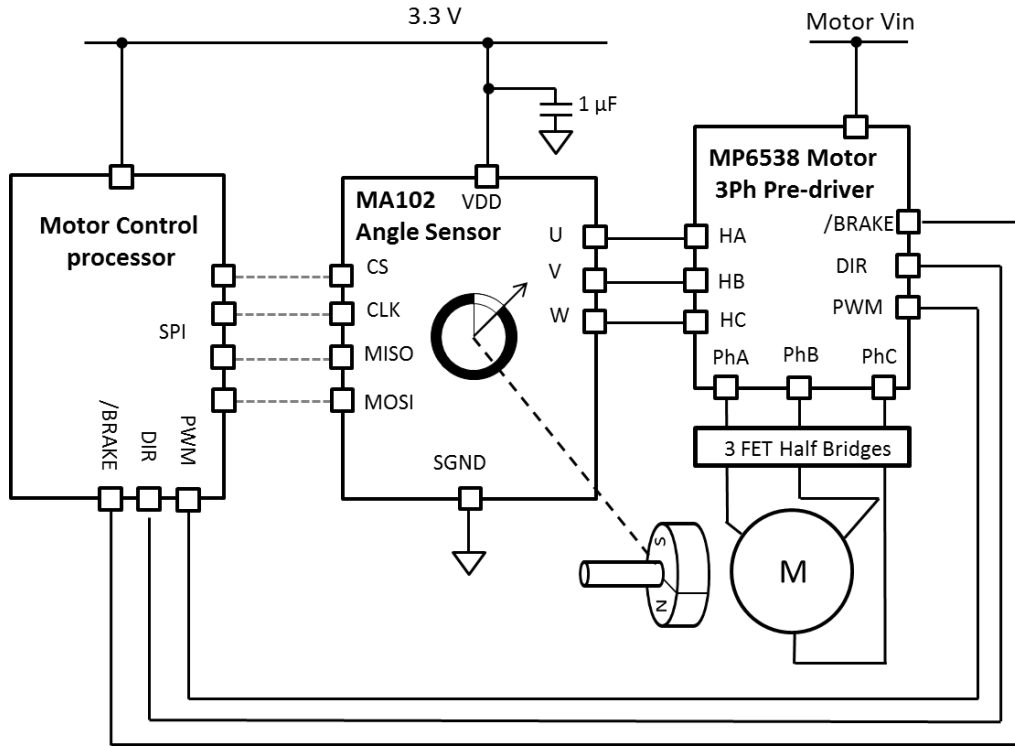 3.3 V
Motor Vin
1 µF
Motor Control
processor
SPI
/BRAKE
DIR
PWM
MA102
Angle Sensor
VDD
CS
CLK
MISO
MOSI
U
V
W
SGND
MP6538 Motor
3Ph Pre-driver
/BRAKE
DIR
PWM
HA
HB
HC
PhA
PhB
PhC
3 FET Half Bridges
S
N
M